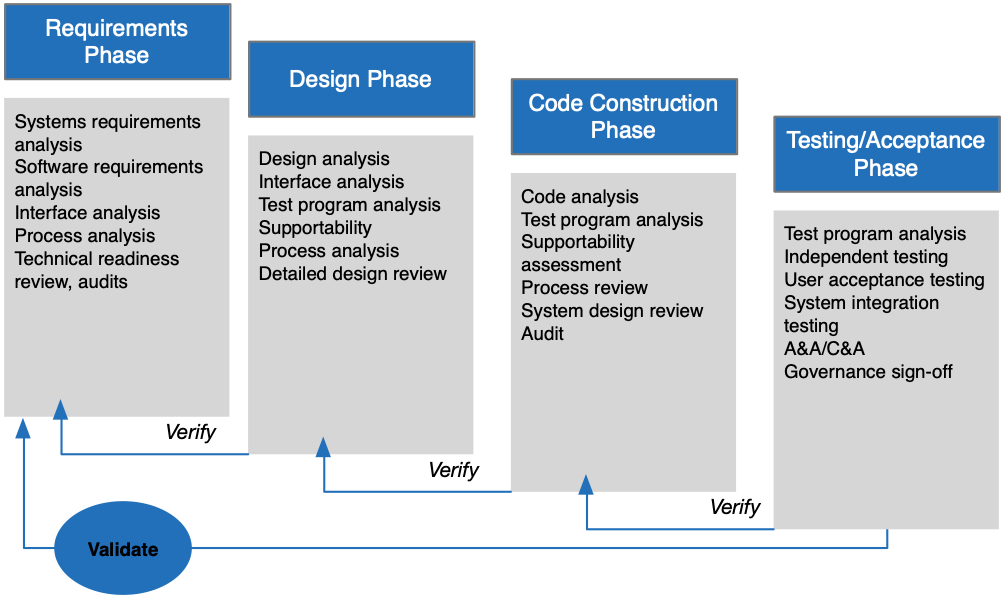 Requirements
Phase
Systems requirements
analysis
Software requirements
analysis
Interface analysis
Process analysis
Technical readiness
review, audits
Design Phase
Design analysis
Interface analysis
Test program analysis
Supportability
Process analysis
Detailed design review
Code Construction
Phase
Code analysis
Test program analysis
Supportability
assessment
Process review
System design review
Audit
Testing/Acceptance
Phase
Test program analysis
Independent testing
User acceptance testing
System integration
testing
A&A/C&A
Governance sign-off
Verify
Verify
Verify
Validate